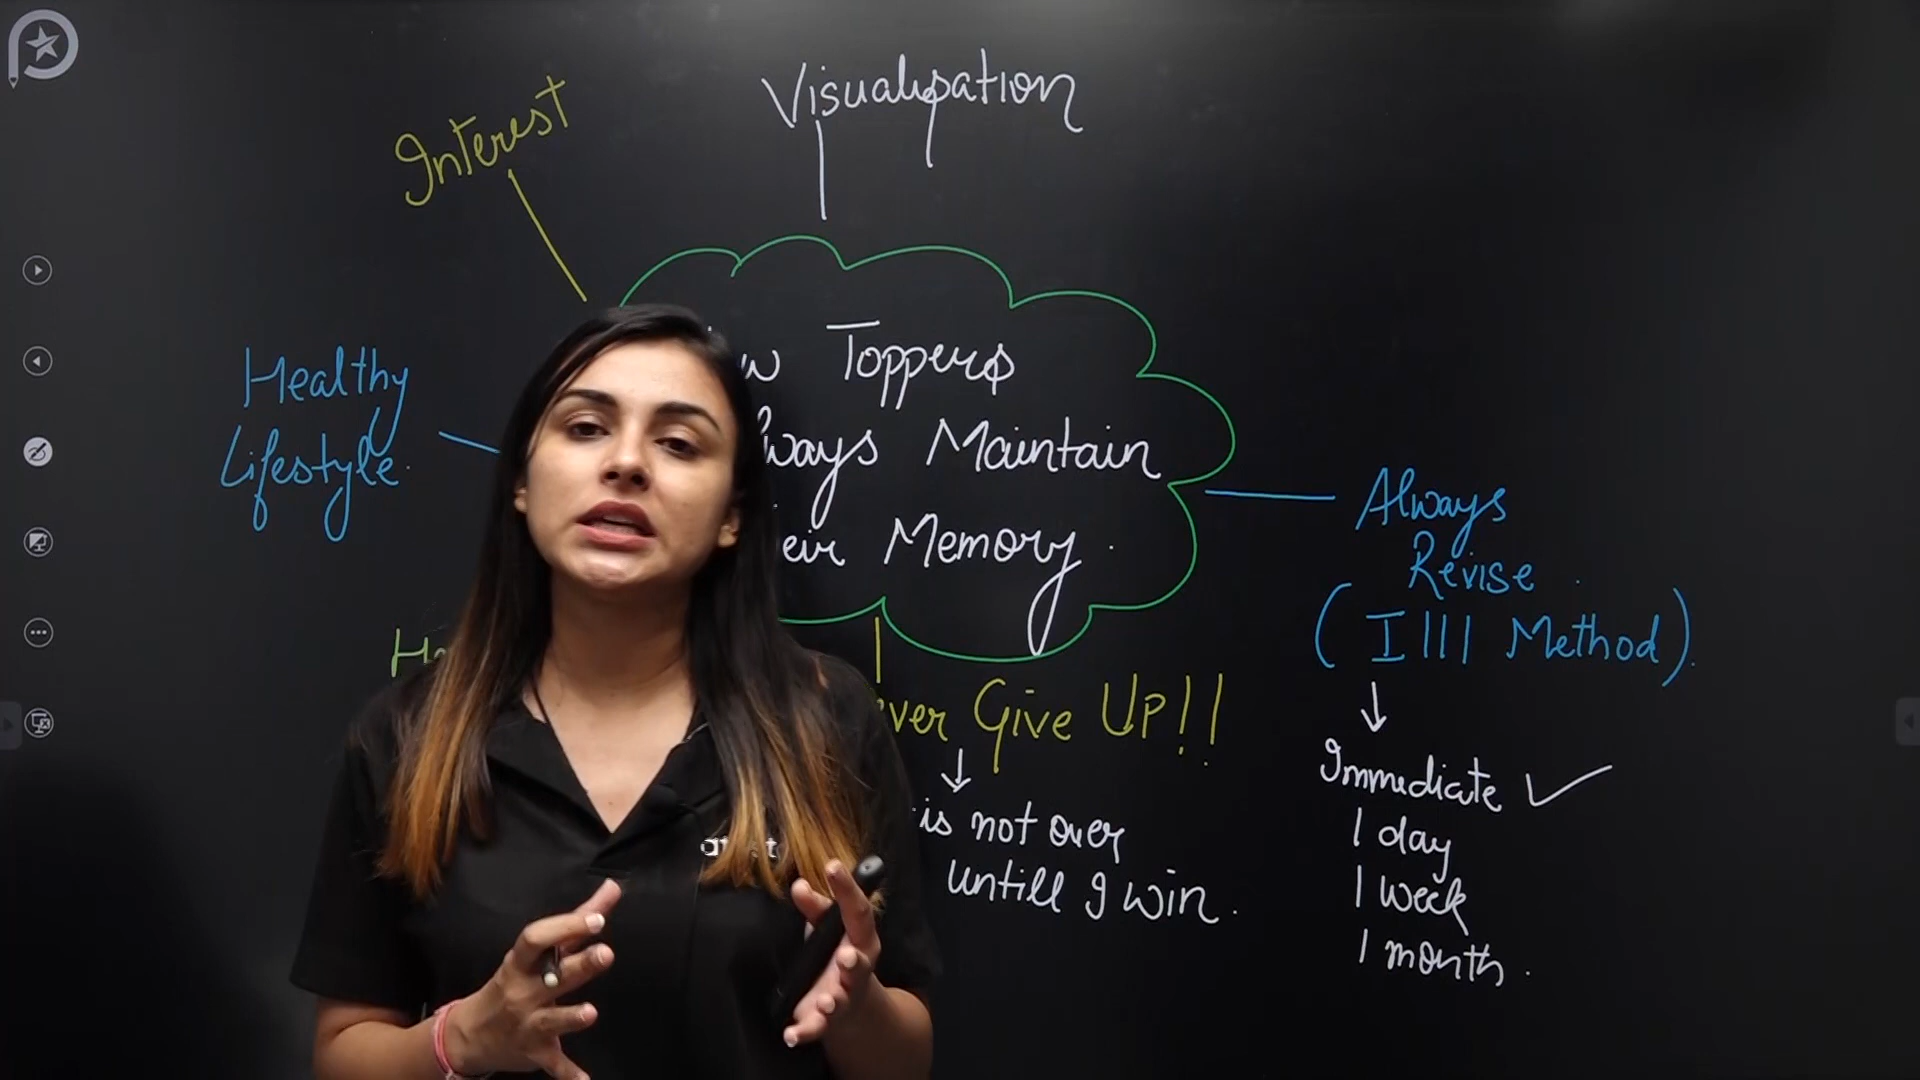 Visualisation
Interest
Toppers
Maintain
Memory.
Healthy
Lifestyle.
Always
Revise.
(I111 Method).
Give UP!!
is not over
untill I win.
Immediate ✓
1 day
1 week
1 month.